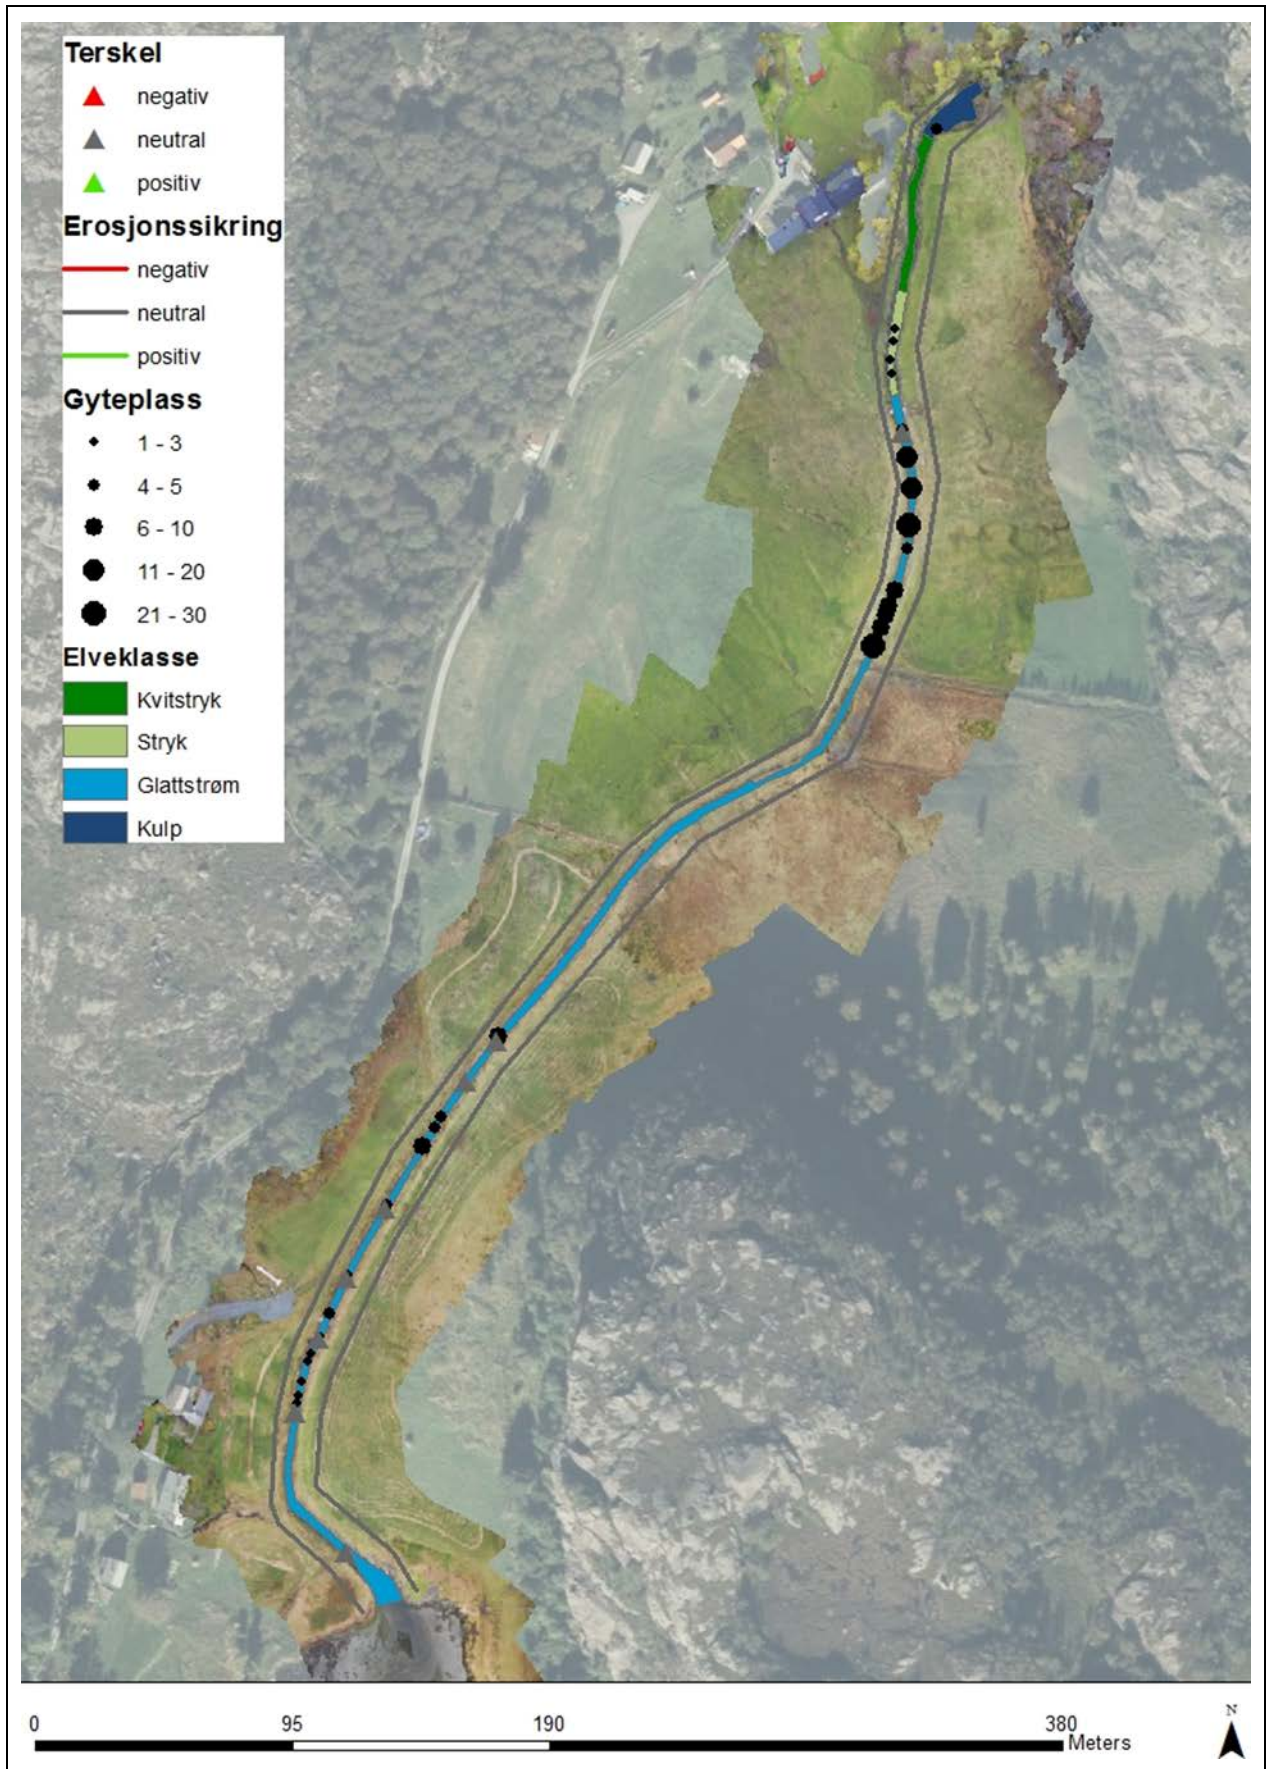 Terskel
negativ
neutral
positiv
Erosjonssikring
negativ
neutral
positiv
Gyteplass
1 - 3
4 - 5
6 - 10
11 - 20
21 - 30
Elveklasse
Kvitstryk
Stryk
Glattstrøm
Kulp
0 95 190 380 Meters
N